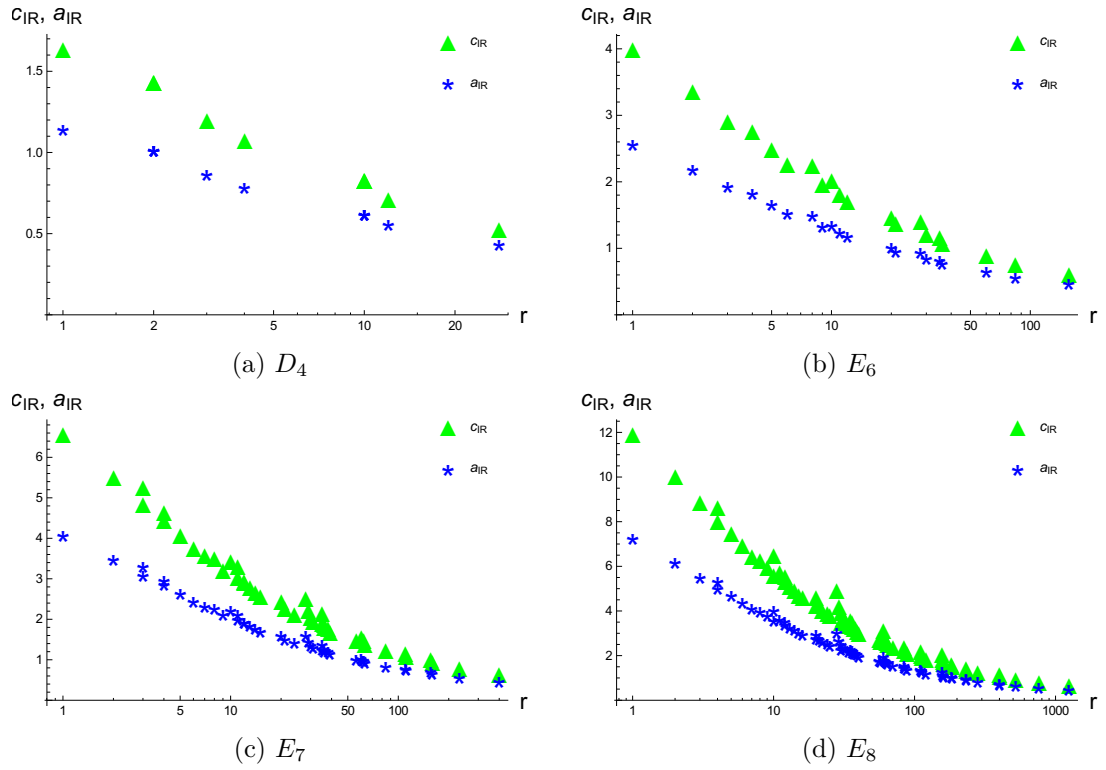 c_IR, a_IR
1.5
1.0
0.5
1 2 5 10 20 r
c_IR
a_IR
(a) D_4
c_IR, a_IR
4
3
2
1
1 5 10 50 100 r
c_IR
a_IR
(b) E_6
c_IR, a_IR
6
5
4
3
2
1
1 5 10 50 100 r
c_IR
a_IR
(c) E_7
c_IR, a_IR
12
10
8
6
4
2
1 10 100 1000 r
c_IR
a_IR
(d) E_8